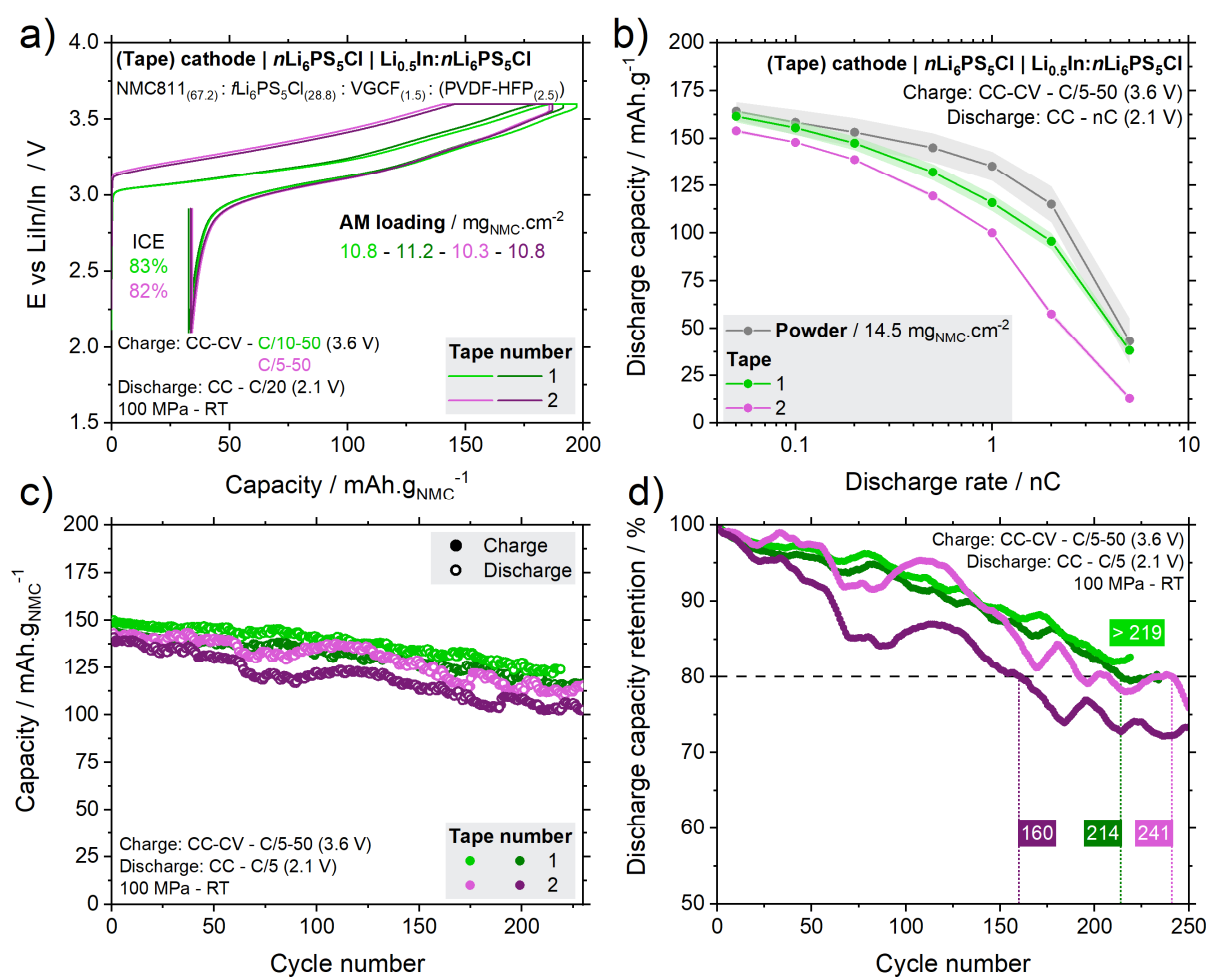 a)
(Tape) cathode | nLi₆PS₅Cl | Li₀.₅In:nLi₆PS₅Cl
NMC811(67.2) : fLi₆PS₅Cl(28.8) : VGCF(1.5) : (PVDF-HFP(2.5))
E vs LiIn/In / V
4.0
3.5
3.0
2.5
2.0
1.5
AM loading / mgNMC.cm-2
10.8 - 11.2 - 10.3 - 10.8
ICE
83%
82%
Charge: CC-CV - C/10-50 (3.6 V)
C/5-50
Discharge: CC - C/20 (2.1 V)
100 MPa - RT
Tape number
1
2
0 50 100 150 200
Capacity / mAh.gNMC-1
b)
(Tape) cathode | nLi₆PS₅Cl | Li₀.₅In:nLi₆PS₅Cl
Charge: CC-CV - C/5-50 (3.6 V)
Discharge: CC - nC (2.1 V)
Discharge capacity / mAh.g-1
200
175
150
125
100
75
50
25
0
Powder / 14.5 mgNMC.cm-2
Tape
1
2
0.1 1 10
Discharge rate / nC
c)
Capacity / mAh.gNMC-1
200
175
150
125
100
75
50
25
0
Charge
Discharge
Charge: CC-CV - C/5-50 (3.6 V)
Discharge: CC - C/5 (2.1 V)
100 MPa - RT
Tape number
1
2
0 50 100 150 200
Cycle number
d)
Discharge capacity retention / %
100
90
80
70
60
50
Charge: CC-CV - C/5-50 (3.6 V)
Discharge: CC - C/5 (2.1 V)
100 MPa - RT
> 219
160 214 241
0 50 100 150 200 250
Cycle number